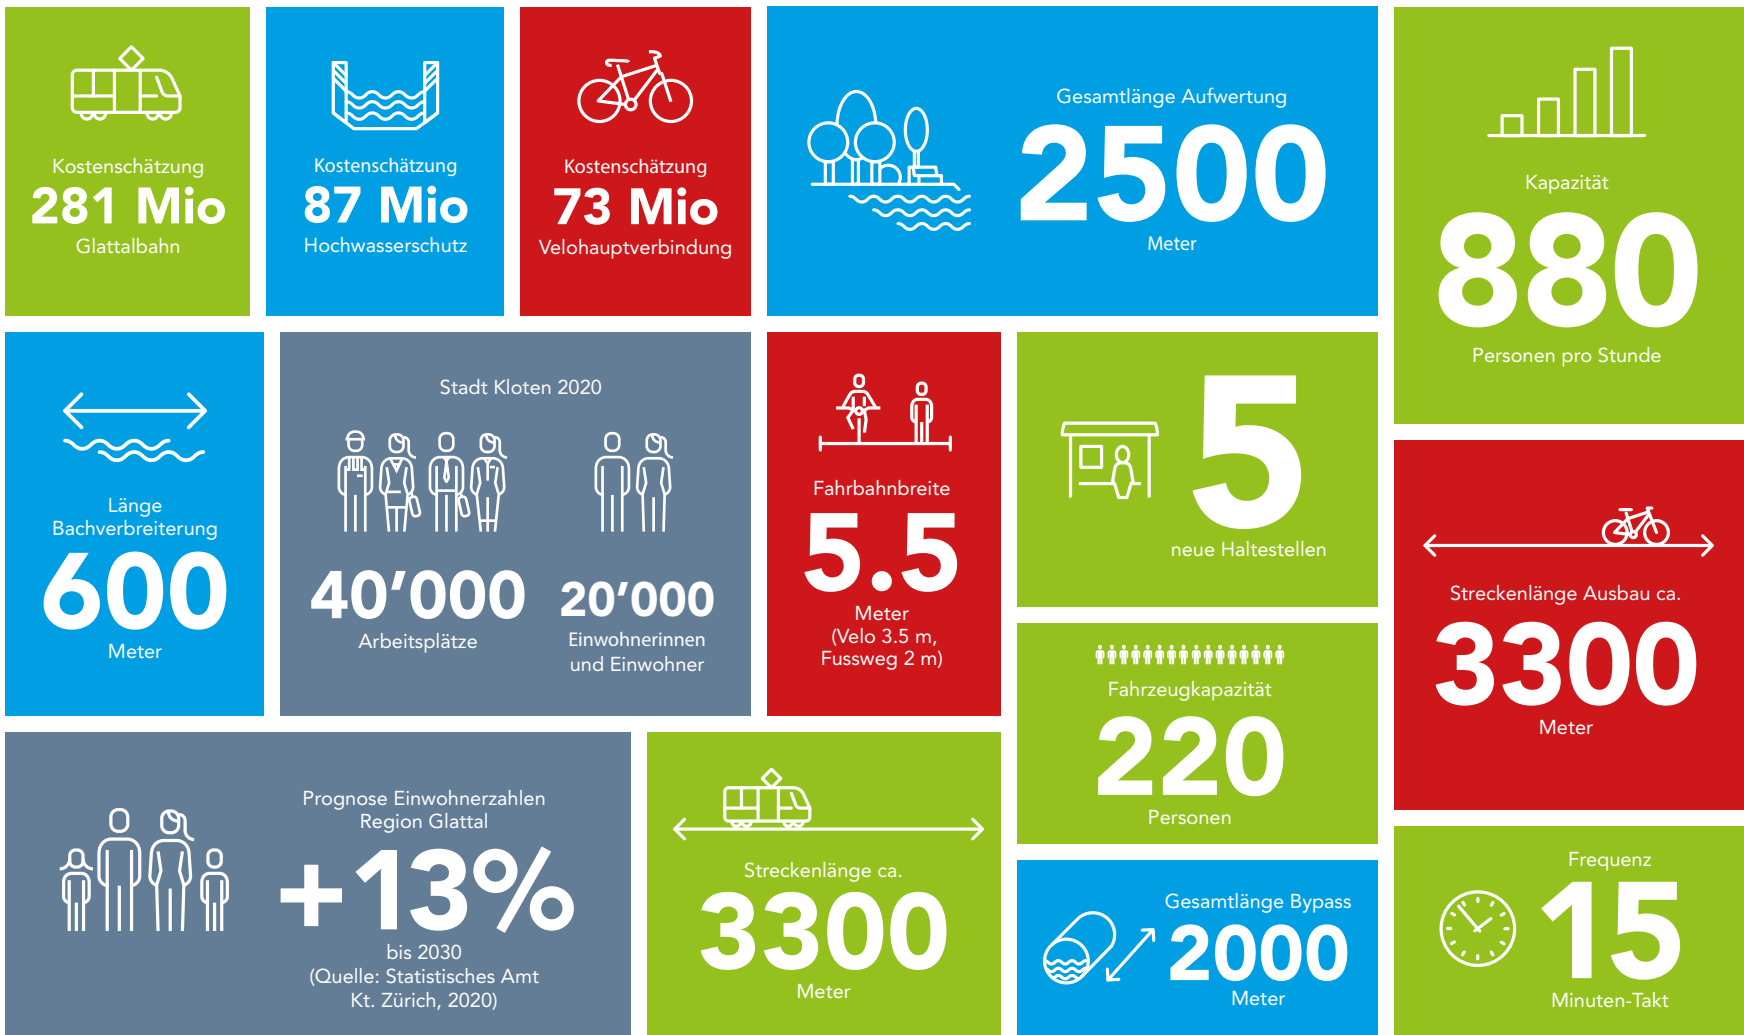 Kostenschätzung
281 Mio
Glattalbahn
Kostenschätzung
87 Mio
Hochwasserschutz
Kostenschätzung
73 Mio
Velohauptverbindung
Gesamtlänge Aufwertung
2500
Meter
Kapazität
880
Personen pro Stunde
Länge
Bachverbreiterung
600
Meter
Stadt Kloten 2020
40’000
Arbeitsplätze
20’000
Einwohnerinnen
und Einwohner
Fahrbahnbreite
5.5
Meter
(Velo 3.5 m,
Fussweg 2 m)
5
neue Haltestellen
Streckenlänge Ausbau ca.
3300
Meter
Fahrzeugkapazität
220
Personen
Prognose Einwohnerzahlen
Region Glattal
+13%
bis 2030
(Quelle: Statistisches Amt
Kt. Zürich, 2020)
Streckenlänge ca.
3300
Meter
Gesamtlänge Bypass
2000
Meter
Frequenz
15
Minuten-Takt